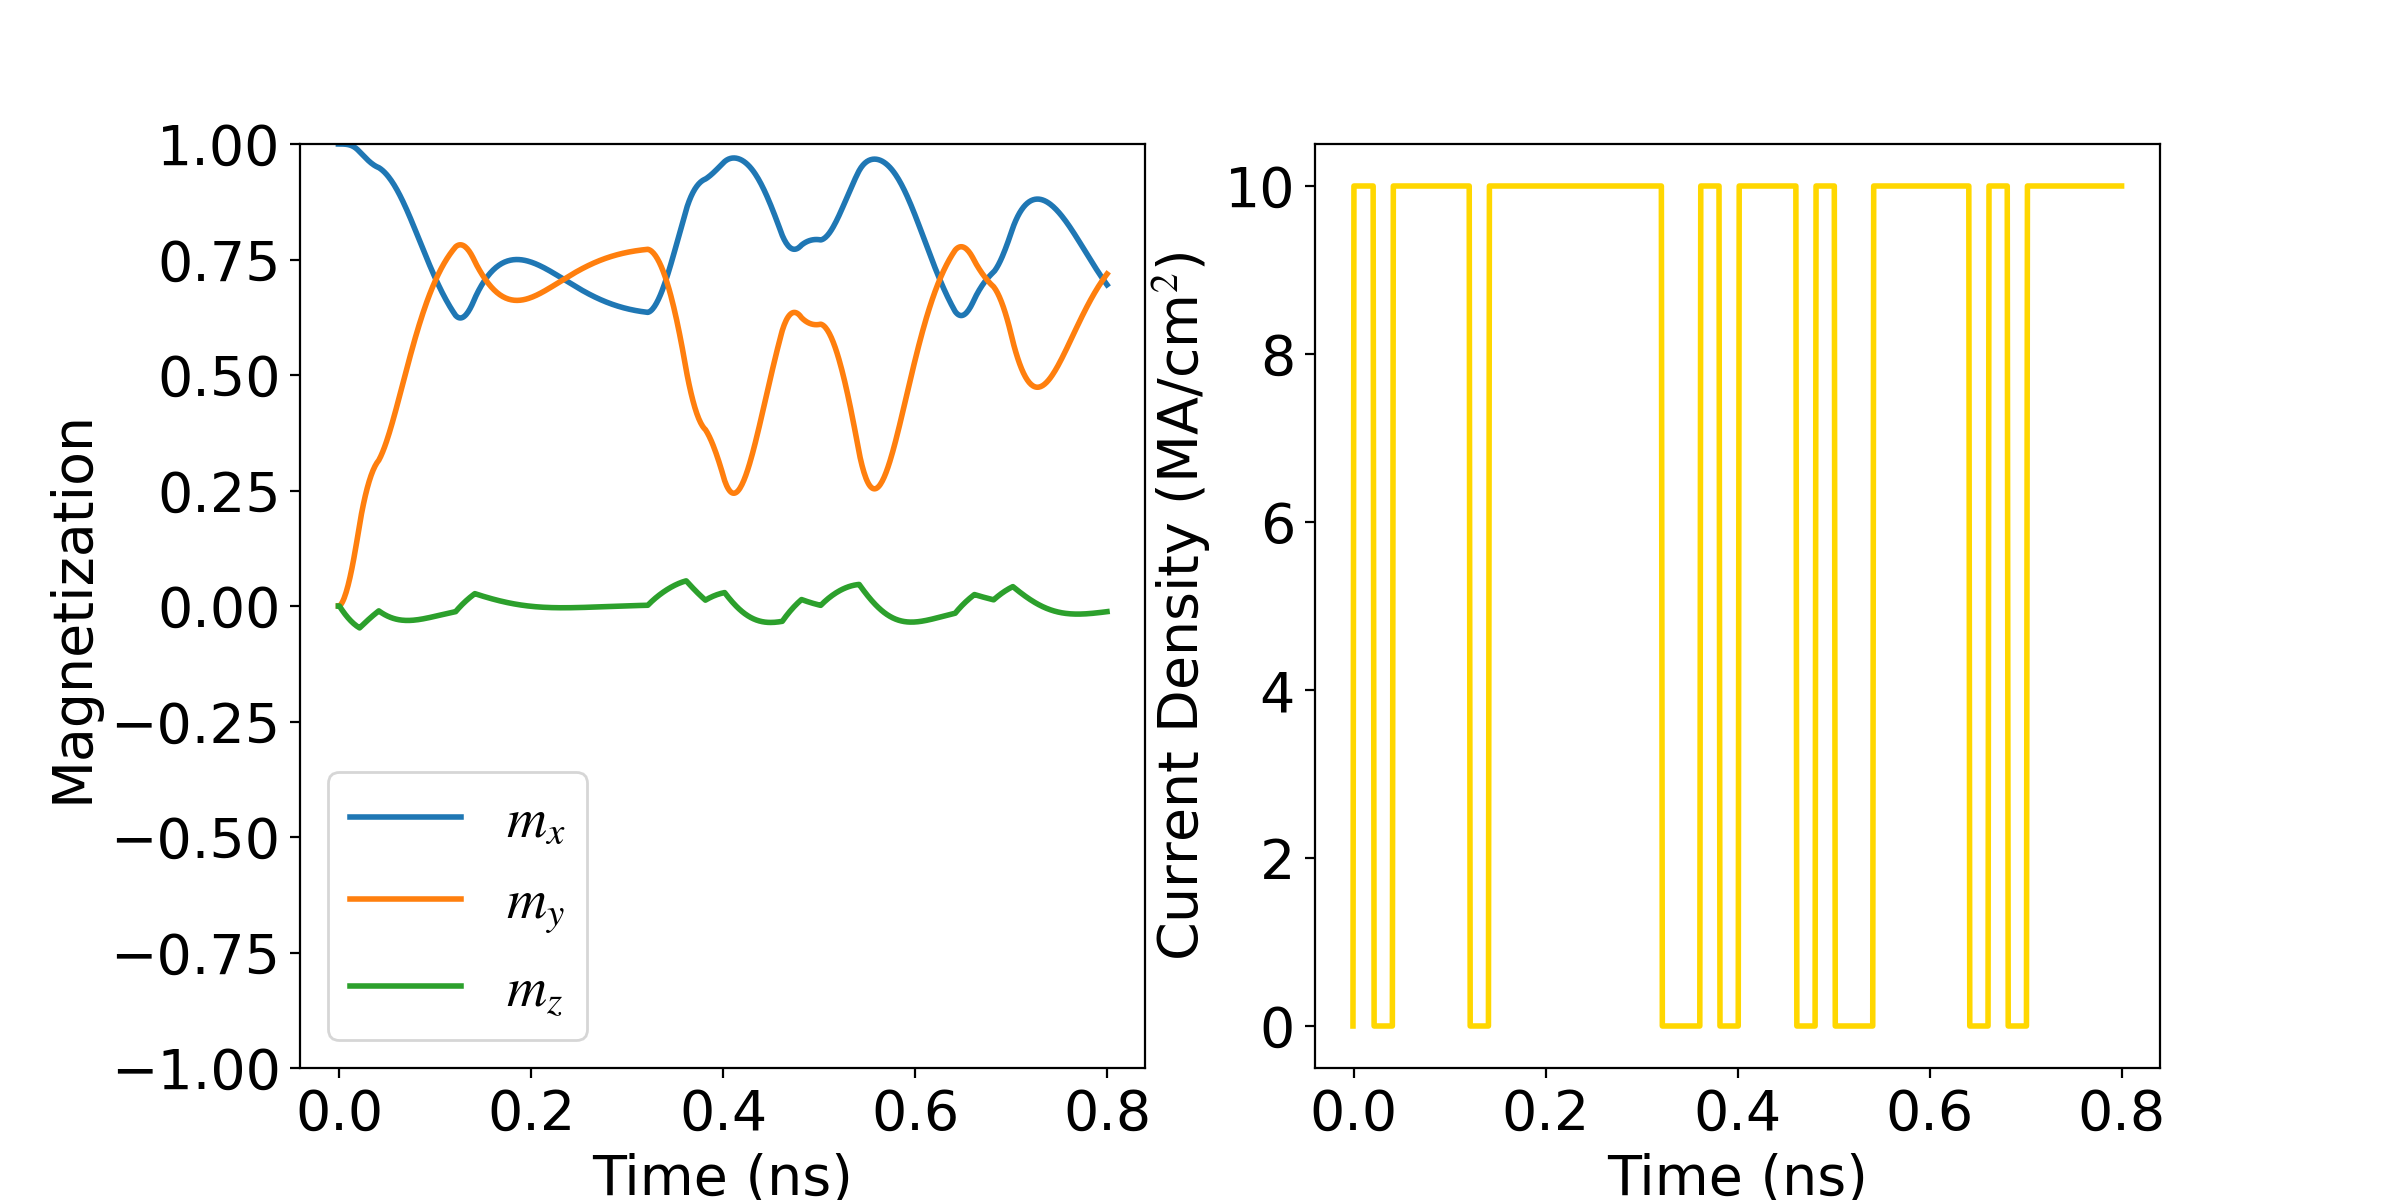 1.00
0.75
0.50
0.25
0.00
−0.25
−0.50
−0.75
−1.00
Magnetization
m_x
m_y
m_z
0.0 0.2 0.4 0.6 0.8
Time (ns)
10
8
6
4
2
0
Current Density (MA/cm²)
0.0 0.2 0.4 0.6 0.8
Time (ns)